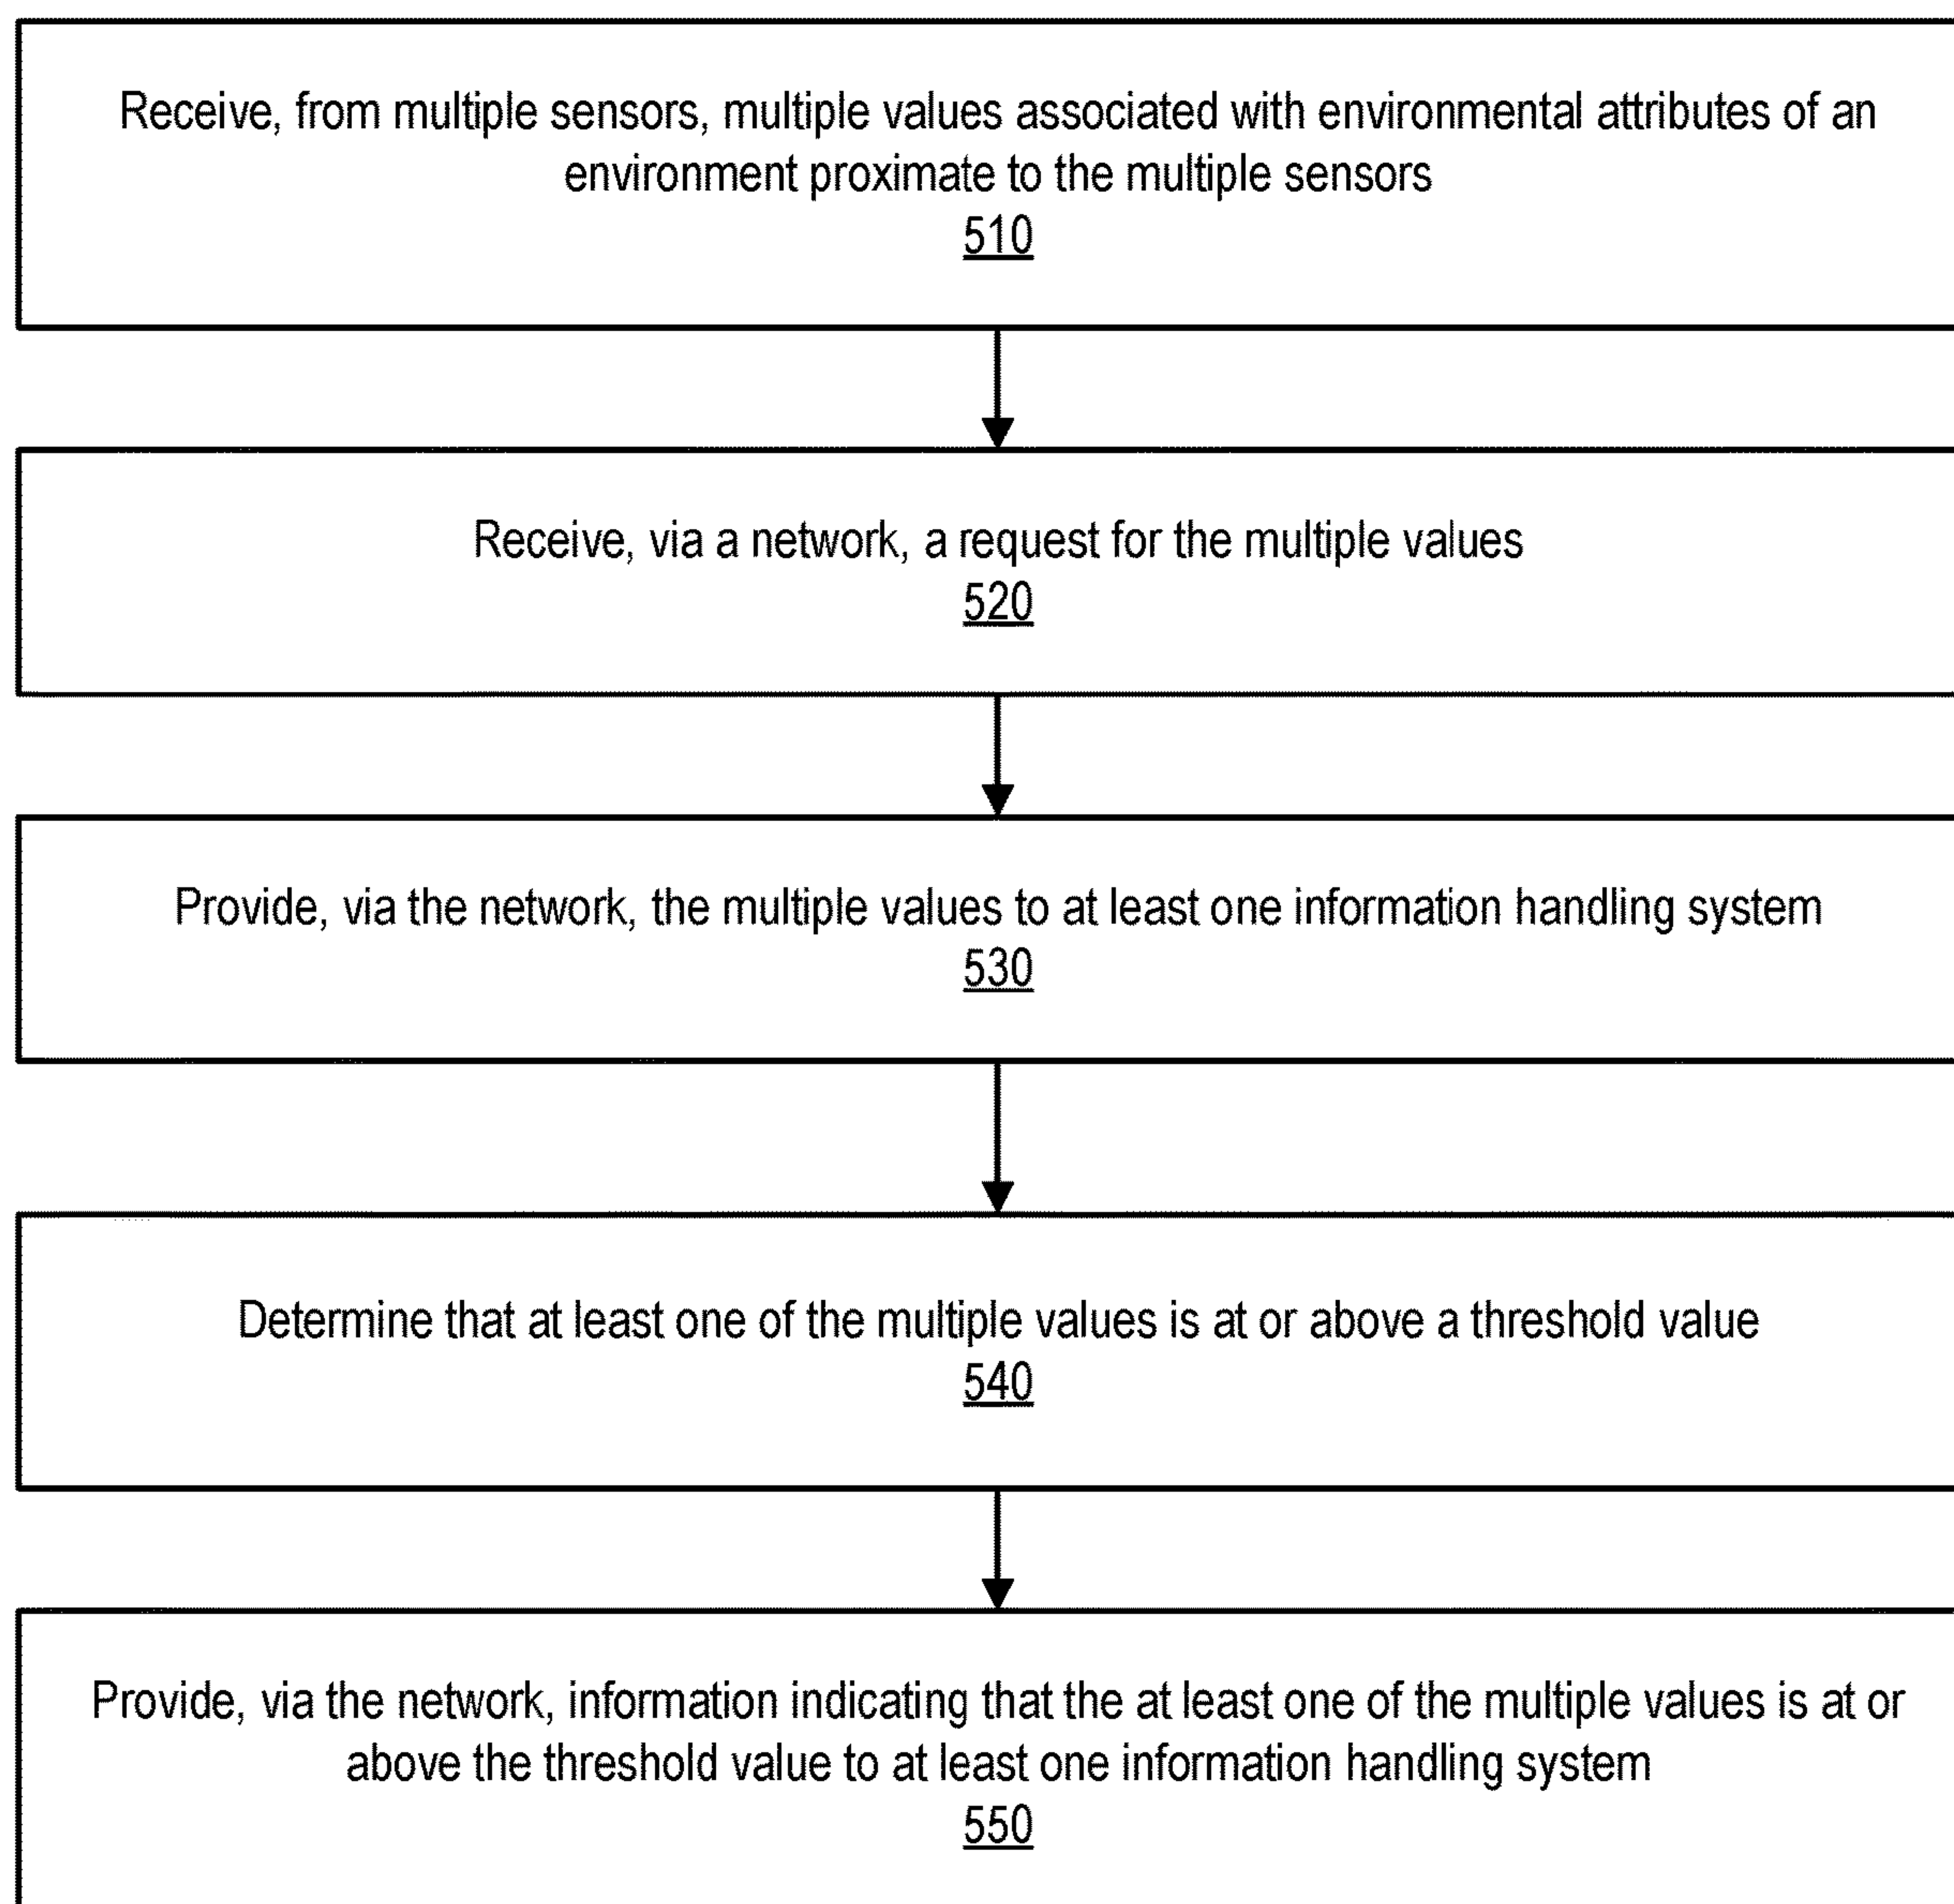 Receive, from multiple sensors, multiple values associated with environmental attributes of an
environment proximate to the multiple sensors
510
Receive, via a network, a request for the multiple values
520
Provide, via the network, the multiple values to at least one information handling system
530
Determine that at least one of the multiple values is at or above a threshold value
540
Provide, via the network, information indicating that the at least one of the multiple values is at or
above the threshold value to at least one information handling system
550